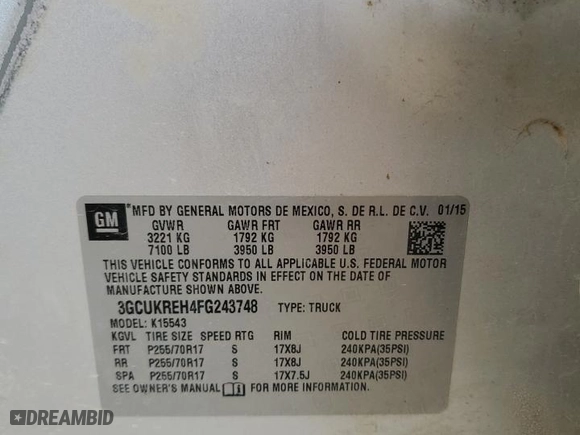 GM
MFD BY GENERAL MOTORS DE MEXICO, S. DE R.L. DE C.V. 01/15
GVWR GAWR FRT GAWR RR
3221 KG 1792 KG 1792 KG
7100 LB 3950 LB 3950 LB
THIS VEHICLE CONFORMS TO ALL APPLICABLE U.S. FEDERAL MOTOR
VEHICLE SAFETY STANDARDS IN EFFECT ON THE DATE OF
MANUFACTURE SHOWN ABOVE.
3GCUKREH4FG243748 TYPE: TRUCK
MODEL: K15543
KGVL TIRE SIZE SPEED RTG RIM COLD TIRE PRESSURE
FRT P255/70R17 S 17X8J 240KPA(35PSI)
RR P255/70R17 S 17X8J 240KPA(35PSI)
SPA P255/70R17 S 17X7.5J 240KPA(35PSI)
SEE OWNER'S MANUAL FOR MORE INFORMATION.
DREAMBID